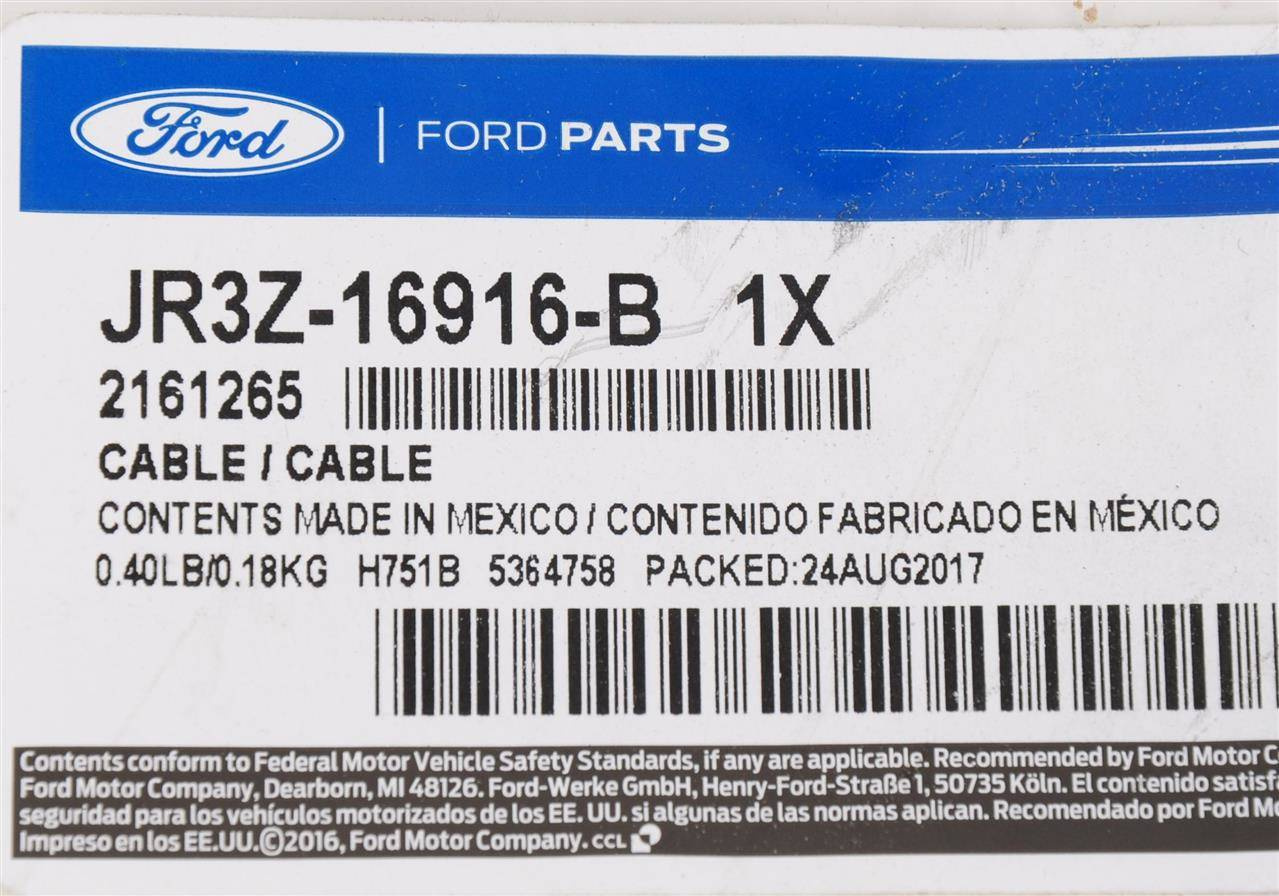 Ford | FORD PARTS
JR3Z-16916-B 1X
2161265
CABLE / CABLE
CONTENTS MADE IN MEXICO / CONTENIDO FABRICADO EN MÉXICO
0.40LB/0.18KG H751B 5364758 PACKED:24AUG2017
Contents conform to Federal Motor Vehicle Safety Standards, if any are applicable. Recommended by Ford Motor C
Ford Motor Company, Dearborn, MI 48126. Ford-Werke GmbH, Henry-Ford-Straße 1, 50735 Köln. El contenido satisf
seguridad para los vehículos motorizados de los EE. UU. si algunas de las normas aplican. Recomendado por Ford M
Impreso en los EE.UU.©2016, Ford Motor Company. CCL